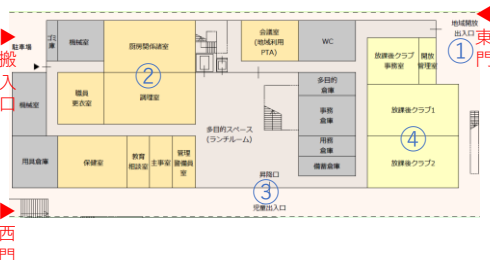 地域開放
出入口
①
東門
駐車場
搬入口
ゴミ庫
機械室
厨房関係諸室
会議室
(地域利用
PTA)
WC
放課後クラブ
事務室
開放
管理室
②
調理室
職員
更衣室
機械室
多目的
倉庫
事務
倉庫
用務
倉庫
備蓄倉庫
多目的スペース
(ランチルーム)
放課後クラブ1
④
放課後クラブ2
用具倉庫
保健室
教育
相談室
主事室
管理
警備員
室
昇降口
③
児童出入口
西門